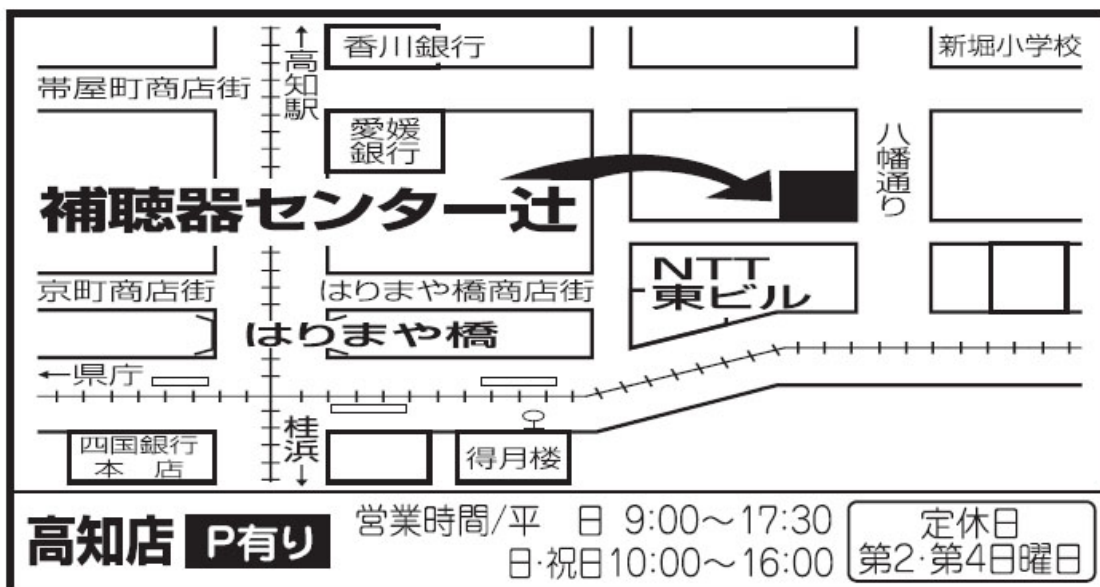 ↑高知駅
香川銀行
新堀小学校
帯屋町商店街
愛媛
銀行
八幡通り
補聴器センター辻
NTT
東ビル
京町商店街
はりまや橋商店街
はりまや橋
←県庁
桂浜↓
四国銀行
本 店
得月楼
高知店 P有り
営業時間/平 日 9:00~17:30
日·祝日10:00~16:00
定休日
第2·第4日曜日